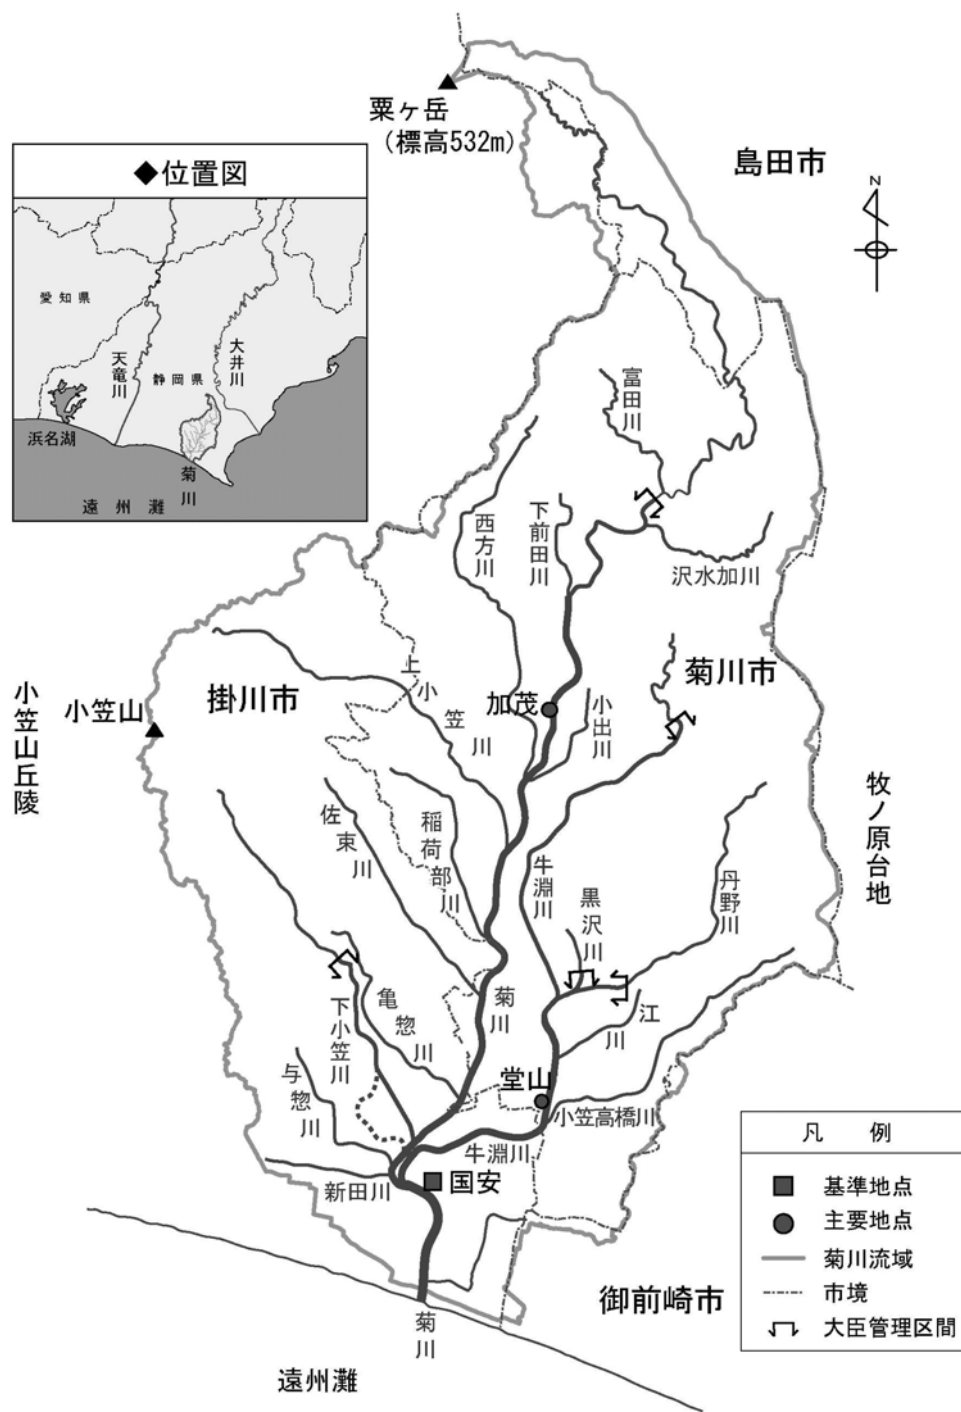 粟ヶ岳
（標高532m）
島田市
N
◆位置図
愛知県
天竜川
静岡県
大井川
浜名湖
菊川
遠州灘
富田川
西方川
下前田川
沢水加川
小笠山丘陵
小笠山
掛川市
上小笠川
加茂
小出川
菊川市
牧ノ原台地
佐束川
稲荷部川
牛淵川
黒沢川
丹野川
下小笠川
亀惣川
菊川
江川
与惣川
堂山
小笠高橋川
牛淵川
新田川
国安
菊川
遠州灘
御前崎市
凡　例
基準地点
主要地点
菊川流域
市境
大臣管理区間